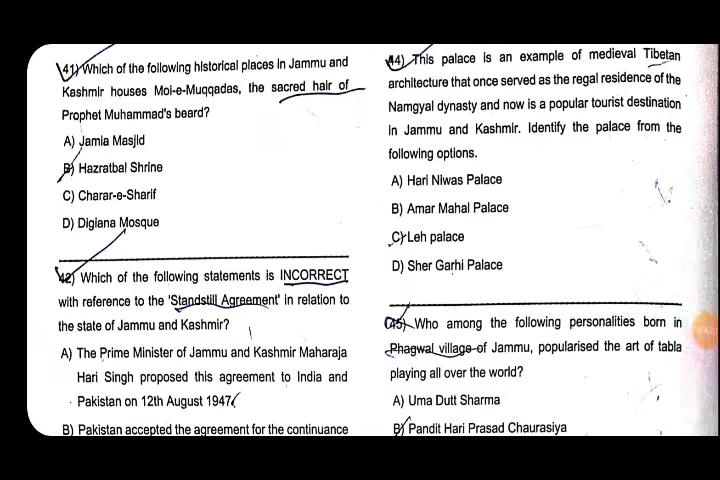 41) Which of the following historical places in Jammu and
Kashmir houses Moi-e-Muqqadas, the sacred hair of
Prophet Muhammad's beard?
A) Jamia Masjid
B) Hazratbal Shrine
C) Charar-e-Sharif
D) Digiana Mosque
42) Which of the following statements is INCORRECT
with reference to the 'Standstill Agreement' in relation to
the state of Jammu and Kashmir?
A) The Prime Minister of Jammu and Kashmir Maharaja
Hari Singh proposed this agreement to India and
Pakistan on 12th August 1947
B) Pakistan accepted the agreement for the continuance
44) This palace is an example of medieval Tibetan
architecture that once served as the regal residence of the
Namgyal dynasty and now is a popular tourist destination
in Jammu and Kashmir. Identify the palace from the
following options.
A) Hari Niwas Palace
B) Amar Mahal Palace
C) Leh palace
D) Sher Garhi Palace
45) Who among the following personalities born in
Phagwal village of Jammu, popularised the art of tabla
playing all over the world?
A) Uma Dutt Sharma
B) Pandit Hari Prasad Chaurasiya